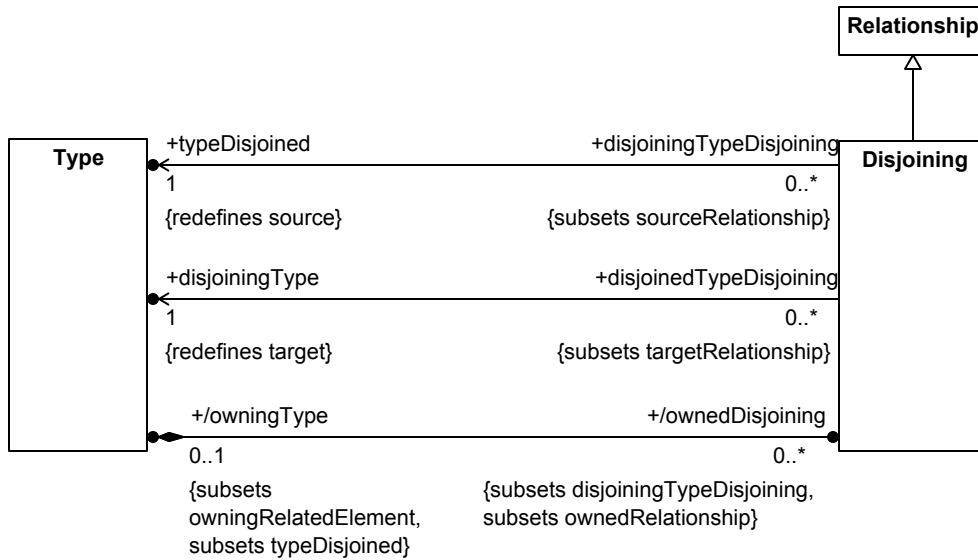 Relationship
+typeDisjoined +disjoiningTypeDisjoining
Type Disjoining
1 0..*
{redefines source} {subsets sourceRelationship}
+disjoiningType +disjoinedTypeDisjoining
1 0..*
{redefines target} {subsets targetRelationship}
+/owningType +/ownedDisjoining
0..1 0..*
{subsets {subsets disjoiningTypeDisjoining,
owningRelatedElement, subsets ownedRelationship}
subsets typeDisjoined}